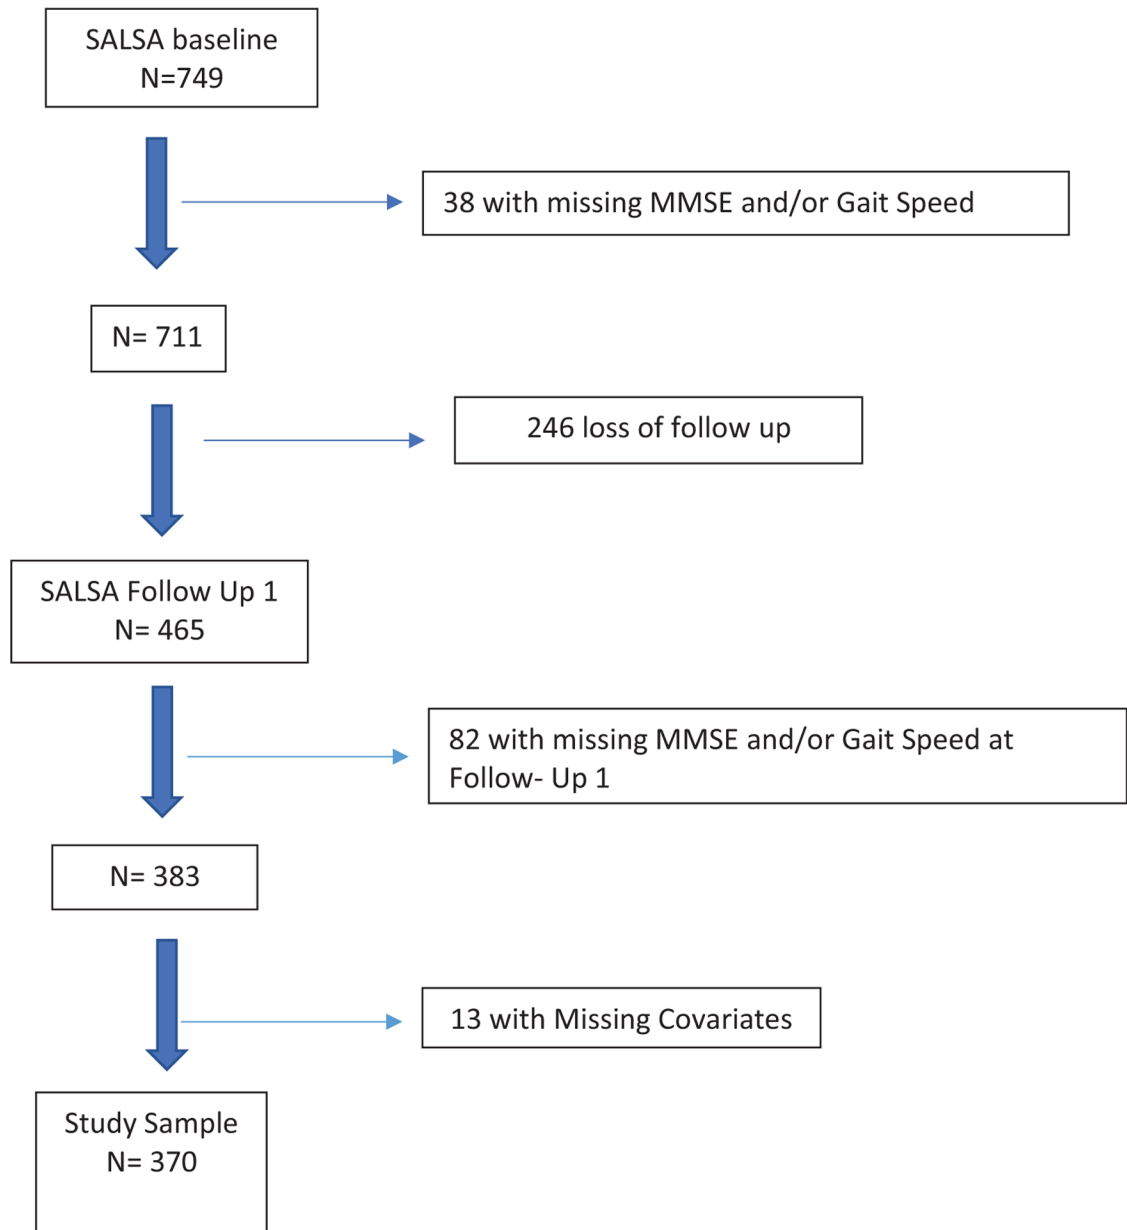 SALSA baseline
N=749
38 with missing MMSE and/or Gait Speed
N= 711
246 loss of follow up
SALSA Follow Up 1
N= 465
82 with missing MMSE and/or Gait Speed at
Follow- Up 1
N= 383
13 with Missing Covariates
Study Sample
N= 370